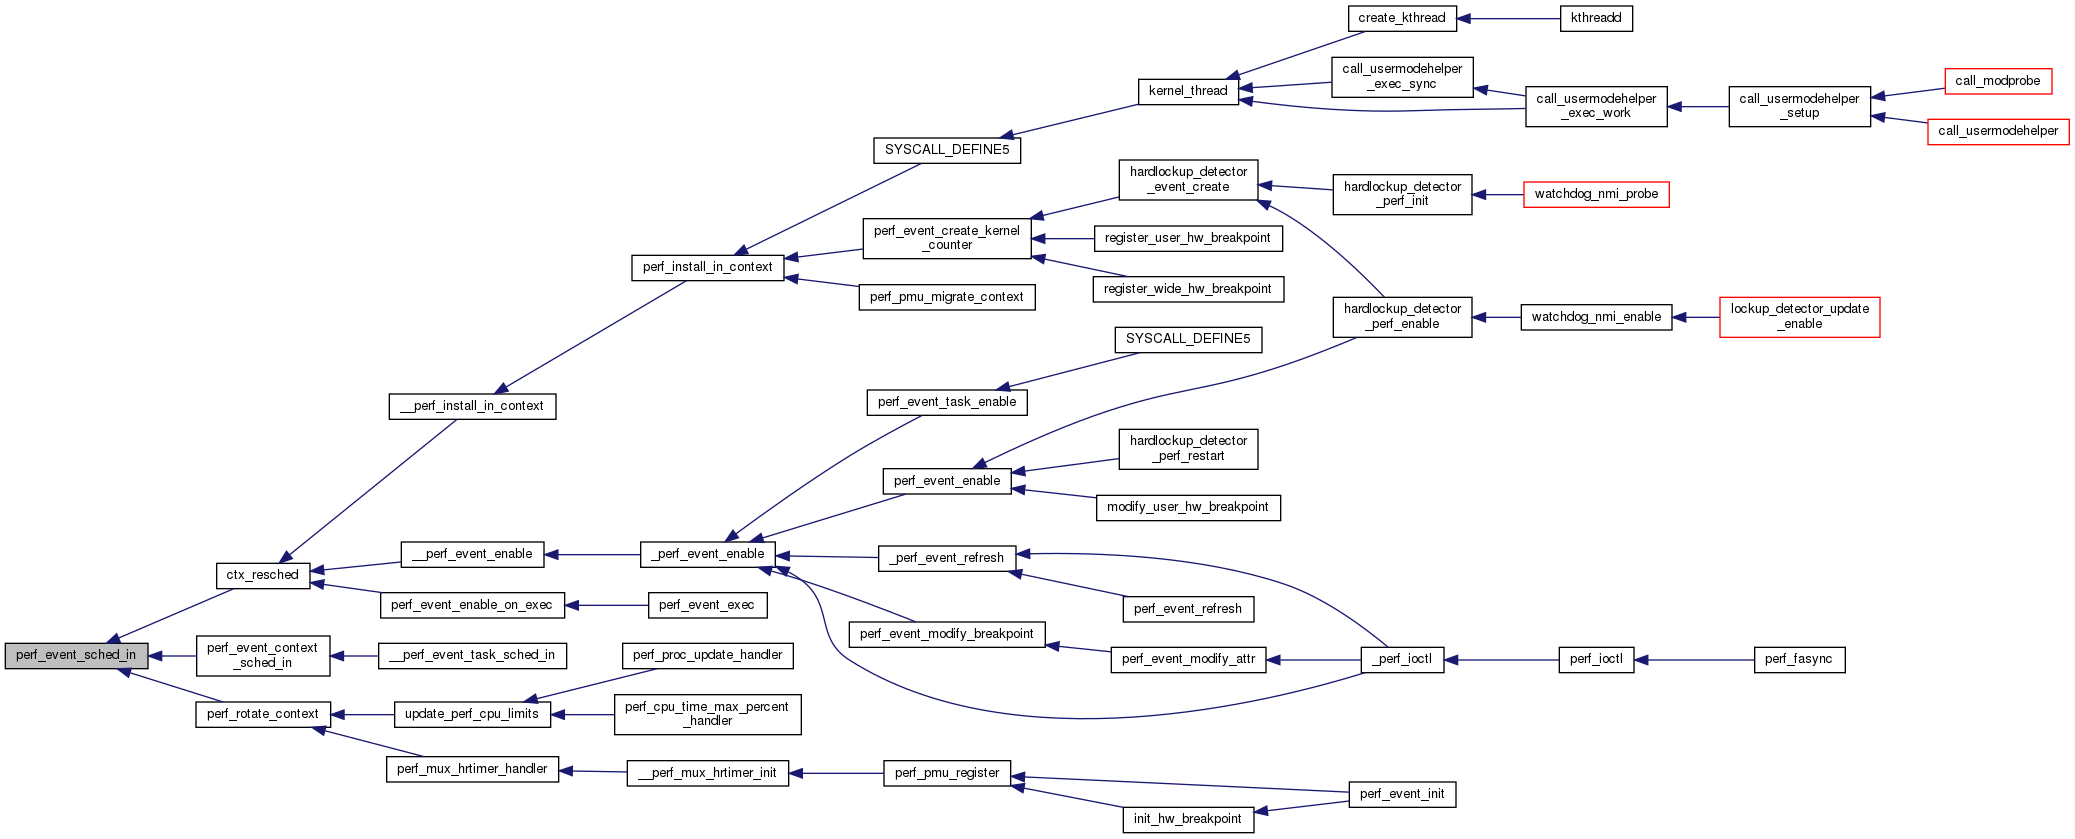 create_kthread
kthreadd
call_usermodehelper
_exec_sync
kernel_thread
call_usermodehelper
_exec_work
call_usermodehelper
_setup
call_modprobe
call_usermodehelper
SYSCALL_DEFINE5
hardlockup_detector
_event_create
hardlockup_detector
_perf_init
watchdog_nmi_probe
perf_event_create_kernel
_counter
register_user_hw_breakpoint
perf_install_in_context
perf_pmu_migrate_context
register_wide_hw_breakpoint
hardlockup_detector
_perf_enable
watchdog_nmi_enable
lockup_detector_update
_enable
SYSCALL_DEFINE5
__perf_install_in_context
perf_event_task_enable
hardlockup_detector
_perf_restart
perf_event_enable
modify_user_hw_breakpoint
__perf_event_enable
_perf_event_enable
_perf_event_refresh
ctx_resched
perf_event_enable_on_exec
perf_event_exec
perf_event_refresh
perf_event_modify_breakpoint
perf_event_sched_in
perf_event_context
_sched_in
__perf_event_task_sched_in
perf_proc_update_handler
perf_event_modify_attr
_perf_ioctl
perf_ioctl
perf_fasync
perf_rotate_context
update_perf_cpu_limits
perf_cpu_time_max_percent
_handler
perf_mux_hrtimer_handler
__perf_mux_hrtimer_init
perf_pmu_register
perf_event_init
init_hw_breakpoint